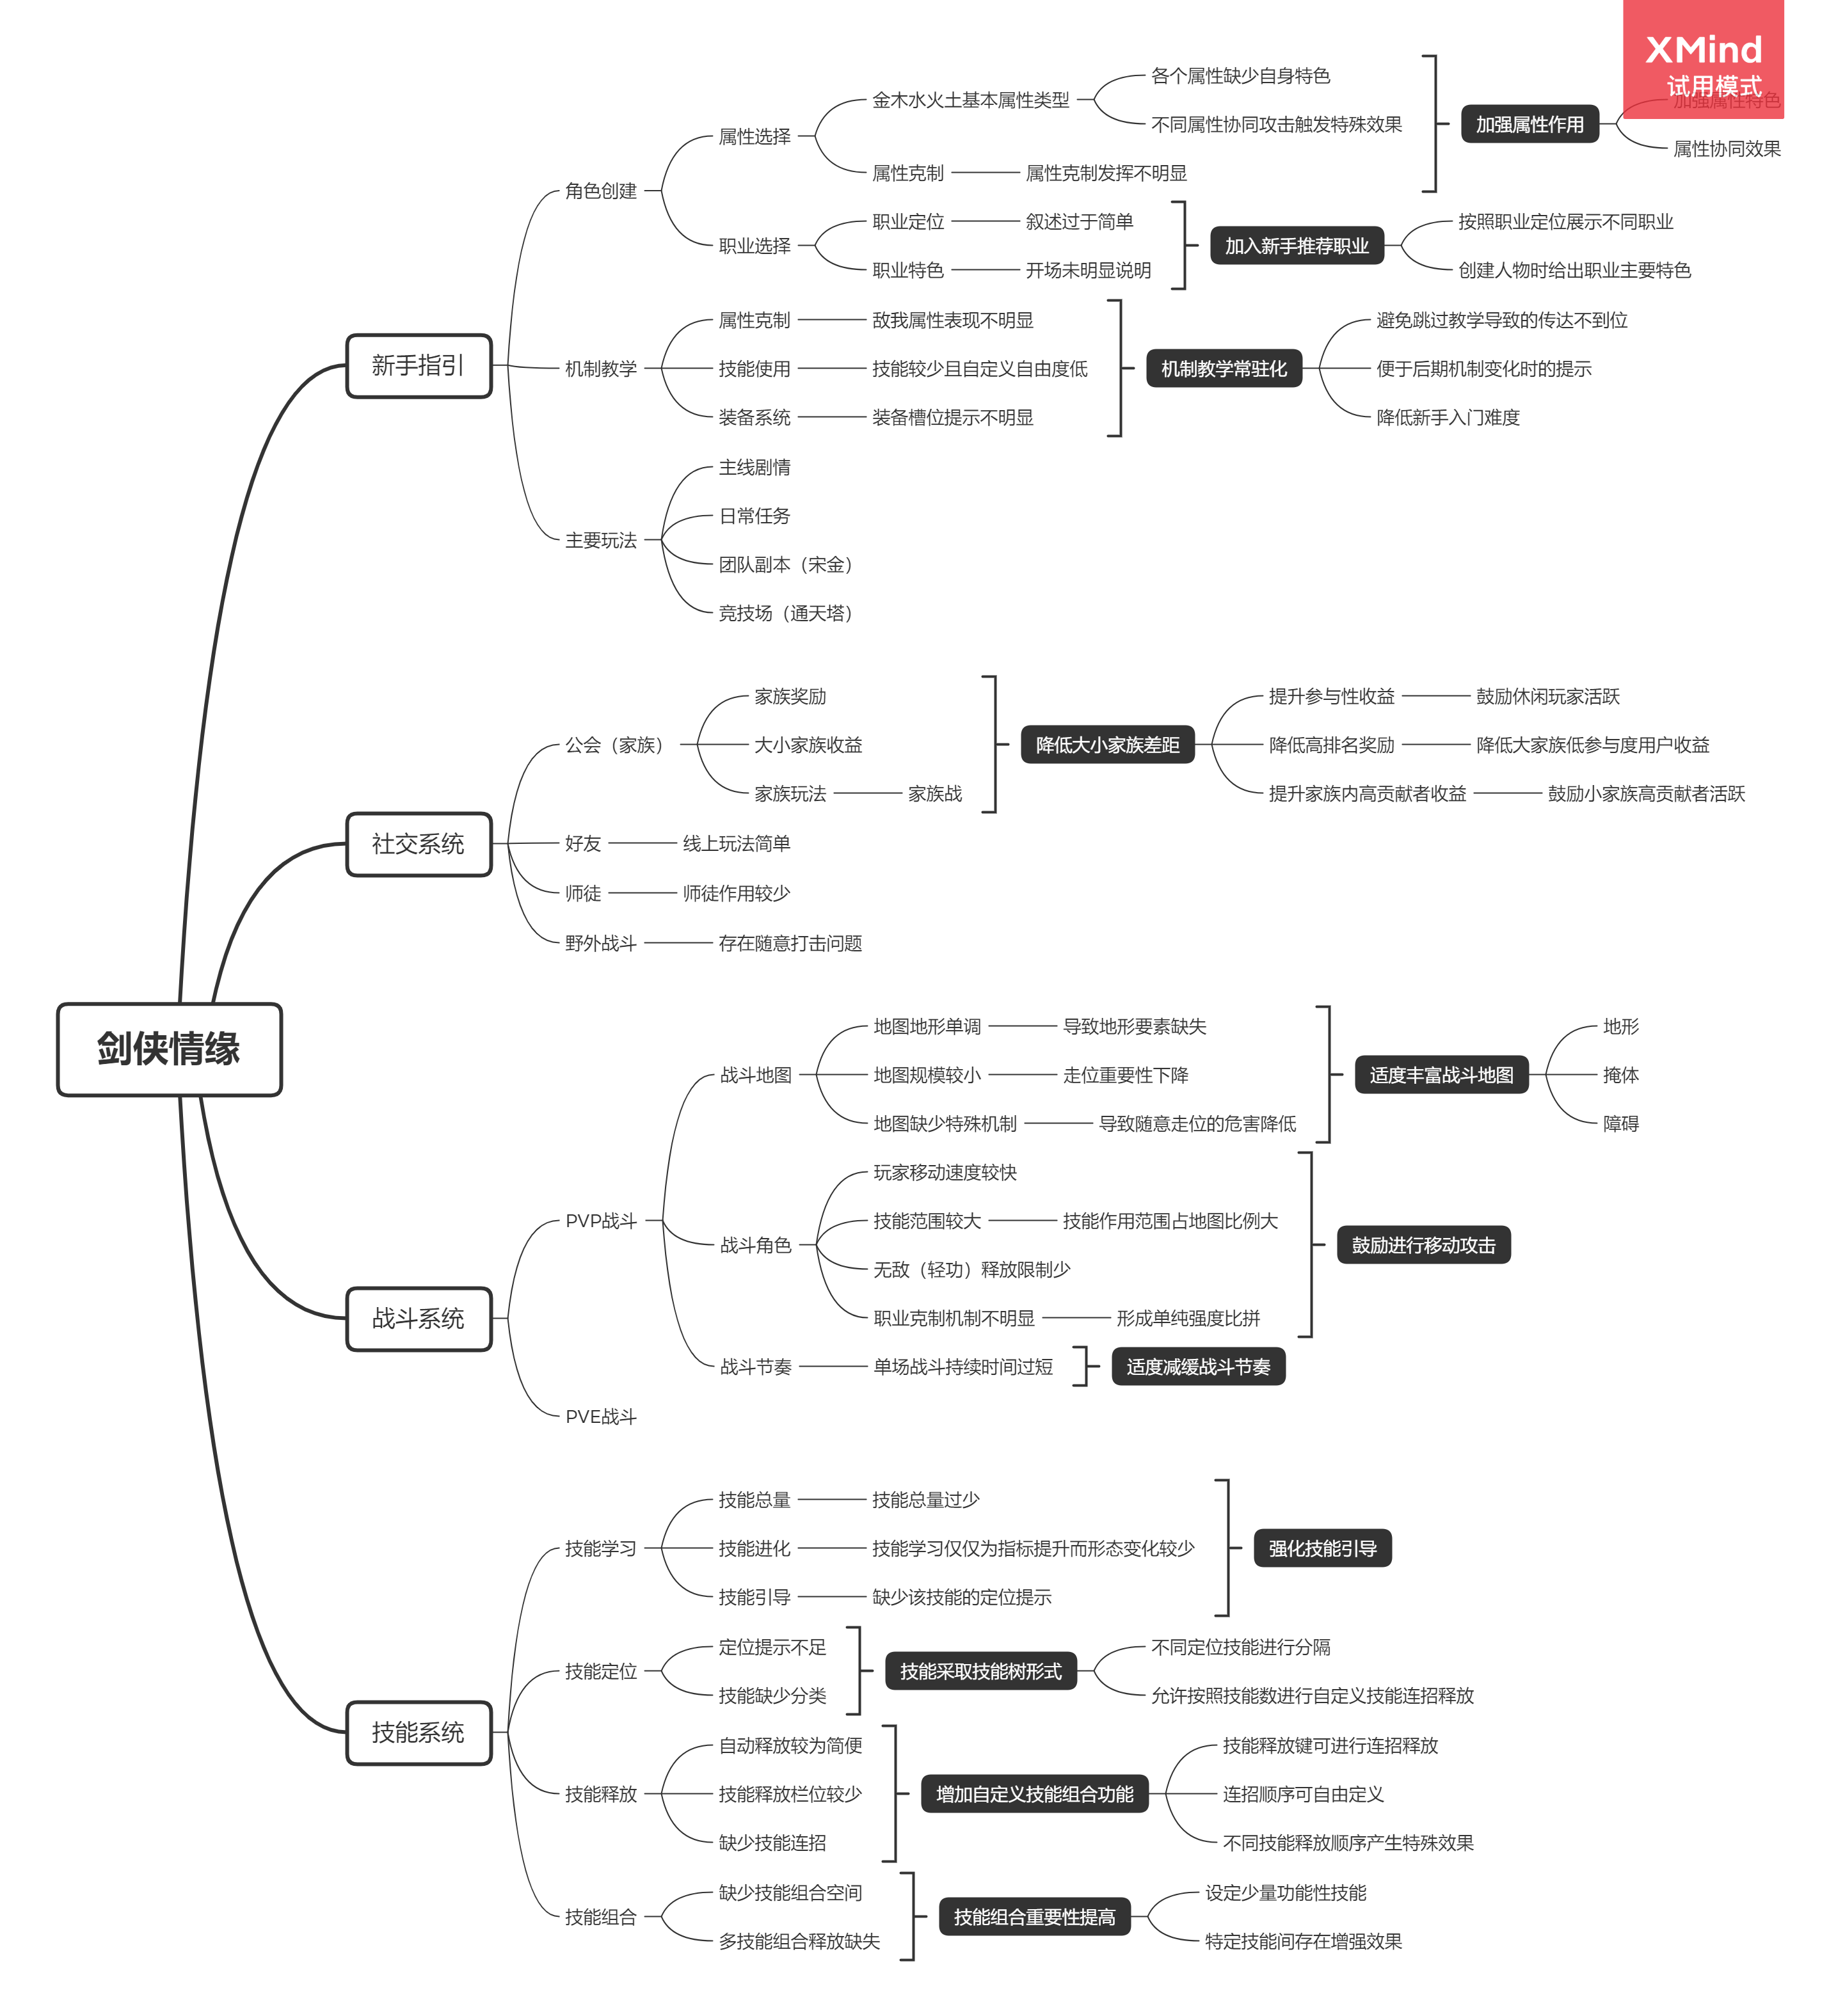 剑侠情缘
新手指引
角色创建
属性选择
金木水火土基本属性类型
各个属性缺少自身特色
不同属性协同攻击触发特殊效果
属性克制
属性克制发挥不明显
加强属性作用
加强属性特色
属性协同效果
职业选择
职业定位
叙述过于简单
职业特色
开场未明显说明
加入新手推荐职业
按照职业定位展示不同职业
创建人物时给出职业主要特色
机制教学
属性克制
敌我属性表现不明显
技能使用
技能较少且自定义自由度低
装备系统
装备槽位提示不明显
机制教学常驻化
避免跳过教学导致的传达不到位
便于后期机制变化时的提示
降低新手入门难度
主要玩法
主线剧情
日常任务
团队副本（宋金）
竞技场（通天塔）
社交系统
公会（家族）
家族奖励
大小家族收益
家族玩法
家族战
降低大小家族差距
提升参与性收益
鼓励休闲玩家活跃
降低高排名奖励
降低大家族低参与度用户收益
提升家族内高贡献者收益
鼓励小家族高贡献者活跃
好友
线上玩法简单
师徒
师徒作用较少
野外战斗
存在随意打击问题
战斗系统
PVP战斗
战斗地图
地图地形单调
导致地形要素缺失
地图规模较小
走位重要性下降
地图缺少特殊机制
导致随意走位的危害降低
适度丰富战斗地图
地形
掩体
障碍
战斗角色
玩家移动速度较快
技能范围较大
技能作用范围占地图比例大
无敌（轻功）释放限制少
职业克制机制不明显
形成单纯强度比拼
鼓励进行移动攻击
战斗节奏
单场战斗持续时间过短
适度减缓战斗节奏
PVE战斗
技能系统
技能学习
技能总量
技能总量过少
技能进化
技能学习仅仅为指标提升而形态变化较少
技能引导
缺少该技能的定位提示
强化技能引导
技能定位
定位提示不足
技能缺少分类
技能采取技能树形式
不同定位技能进行分隔
允许按照技能数进行自定义技能连招释放
技能释放
自动释放较为简便
技能释放栏位较少
缺少技能连招
增加自定义技能组合功能
技能释放键可进行连招释放
连招顺序可自由定义
不同技能释放顺序产生特殊效果
技能组合
缺少技能组合空间
多技能组合释放缺失
技能组合重要性提高
设定少量功能性技能
特定技能间存在增强效果
XMind
试用模式